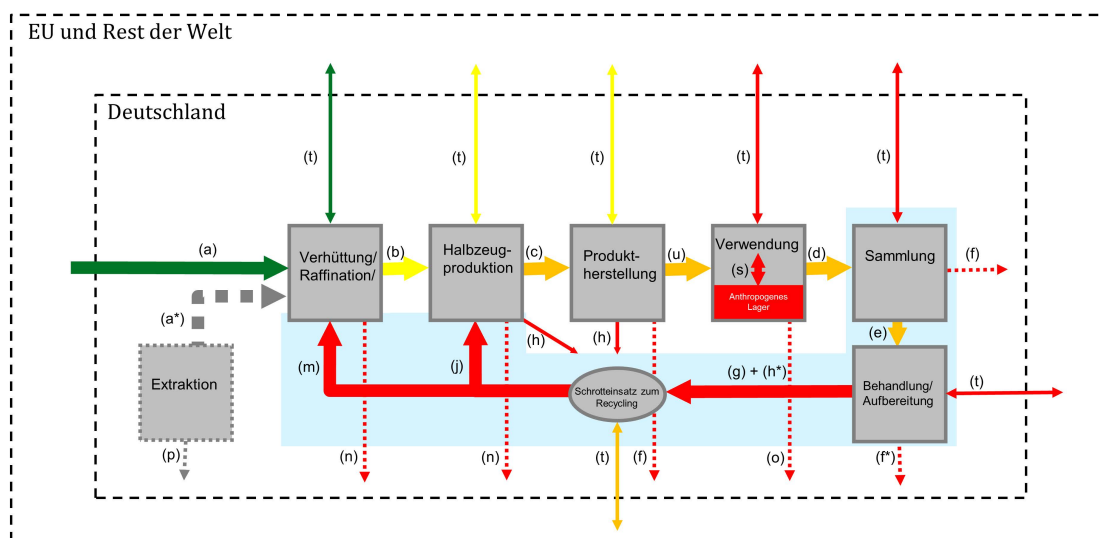 EU und Rest der Welt
Deutschland
(t)
(t)
(t)
(t)
(t)
(a)
Verhüttung/
Raffination/
(b)
Halbzeug-
produktion
(c)
Produkt-
herstellung
(u)
Verwendung
(s)
Anthropogenes
Lager
(d)
Sammlung
(f)
(a*)
(e)
Extraktion
(m)
(j)
(h)
(h)
Schrotteinsatz zum
Recycling
(g) + (h*)
Behandlung/
Aufbereitung
(t)
(p)
(n)
(n)
(t)
(f)
(o)
(f*)